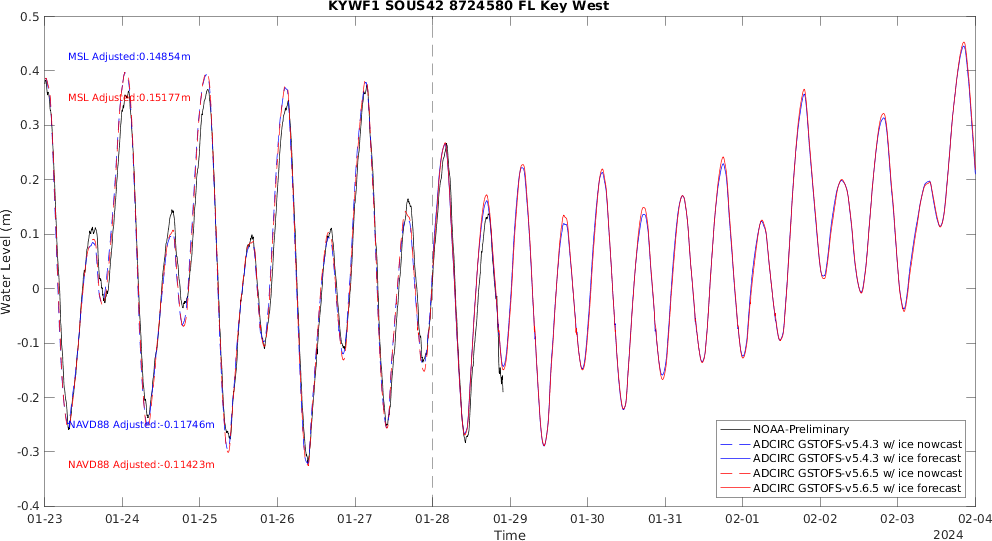 KYWF1 SOUS42 8724580 FL Key West
0.5
0.4
0.3
0.2
0.1
0
-0.1
-0.2
-0.3
-0.4
Water Level (m)
MSL Adjusted:0.14854m
MSL Adjusted:0.15177m
NAVD88 Adjusted:-0.11746m
NAVD88 Adjusted:-0.11423m
NOAA-Preliminary
ADCIRC GSTOFS-v5.4.3 w/ ice nowcast
ADCIRC GSTOFS-v5.4.3 w/ ice forecast
ADCIRC GSTOFS-v5.6.5 w/ ice nowcast
ADCIRC GSTOFS-v5.6.5 w/ ice forecast
01-23 01-24 01-25 01-26 01-27 01-28 01-29 01-30 01-31 02-01 02-02 02-03 02-04
Time
2024